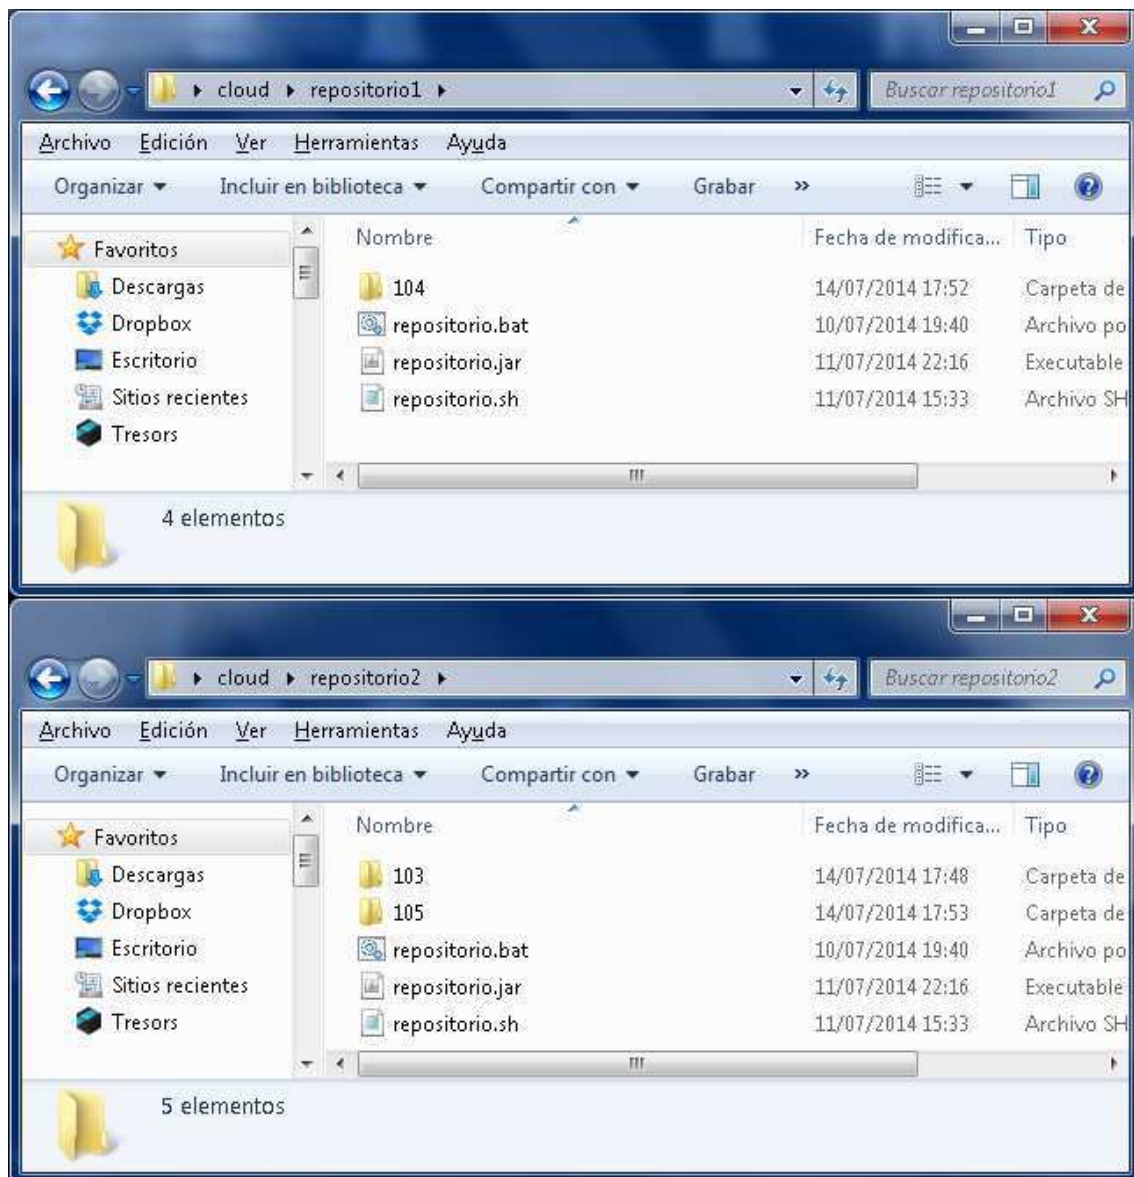 cloud repositorio1 Buscar repositorio1
Archivo Edición Ver Herramientas Ayuda
Organizar Incluir en biblioteca Compartir con Grabar »
Nombre Fecha de modifica... Tipo
Favoritos
Descargas 104 14/07/2014 17:52 Carpeta de
Dropbox repositorio.bat 10/07/2014 19:40 Archivo po
Escritorio repositorio.jar 11/07/2014 22:16 Executable
Sitios recientes repositorio.sh 11/07/2014 15:33 Archivo SH
Tresors
4 elementos
cloud repositorio2 Buscar repositorio2
Archivo Edición Ver Herramientas Ayuda
Organizar Incluir en biblioteca Compartir con Grabar »
Nombre Fecha de modifica... Tipo
Favoritos
Descargas 103 14/07/2014 17:48 Carpeta de
Dropbox 105 14/07/2014 17:53 Carpeta de
Escritorio repositorio.bat 10/07/2014 19:40 Archivo po
Sitios recientes repositorio.jar 11/07/2014 22:16 Executable
Tresors repositorio.sh 11/07/2014 15:33 Archivo SH
5 elementos